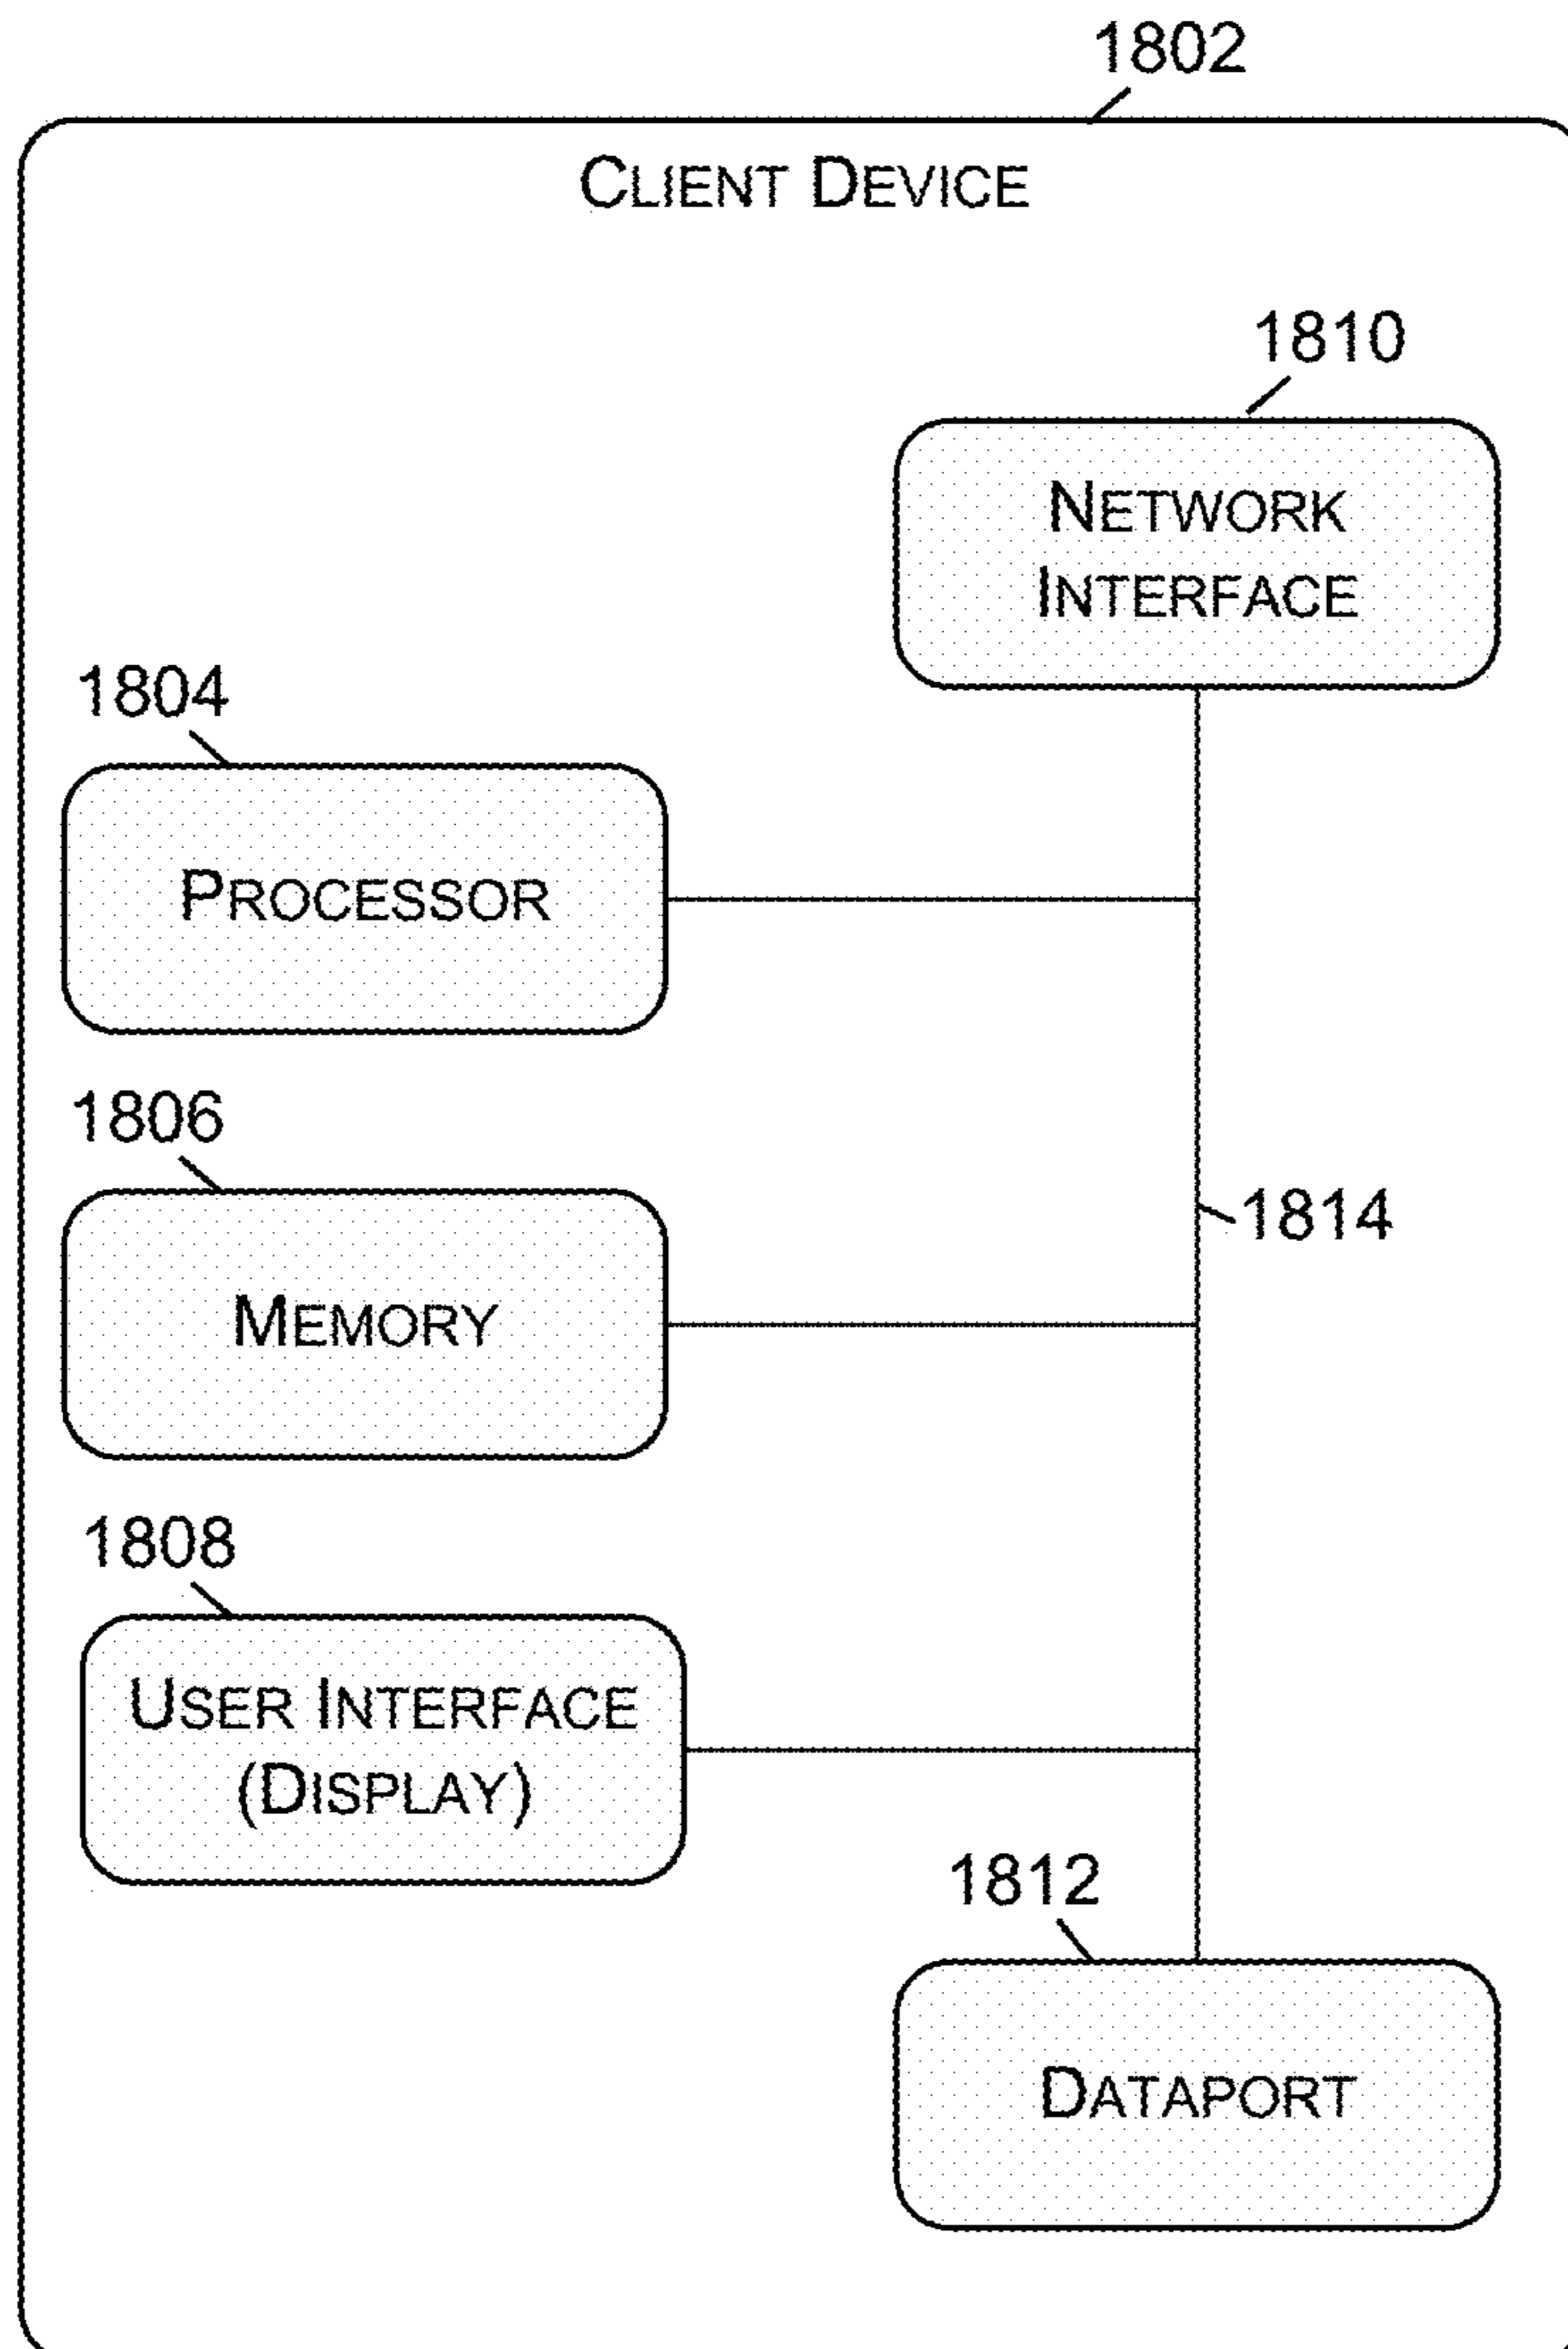 1802
CLIENT DEVICE
1810
NETWORK
INTERFACE
1804
PROCESSOR
1806
MEMORY
1814
1808
USER INTERFACE
(DISPLAY)
1812
DATAPORT